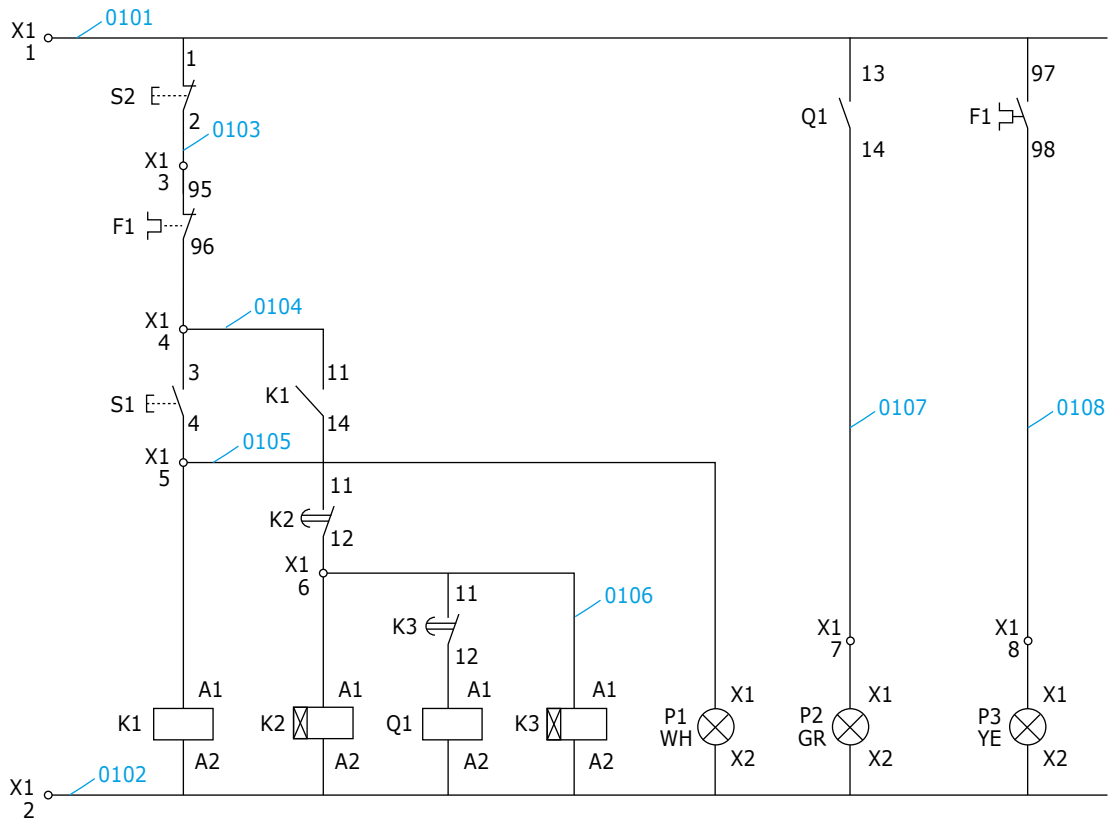 0101
X1
1
1
S2
2
0103
X1
3
95
F1
96
0104
X1
4
3
S1
4
11
K1
14
0105
X1
5
11
K2
12
X1
6
11
K3
12
0106
13
Q1
14
97
F1
98
0107
0108
X1
7
X1
8
A1
K1
A2
A1
K2
A2
A1
Q1
A2
A1
K3
A2
P1
WH
X1
X2
P2
GR
X1
X2
P3
YE
X1
X2
0102
X1
2